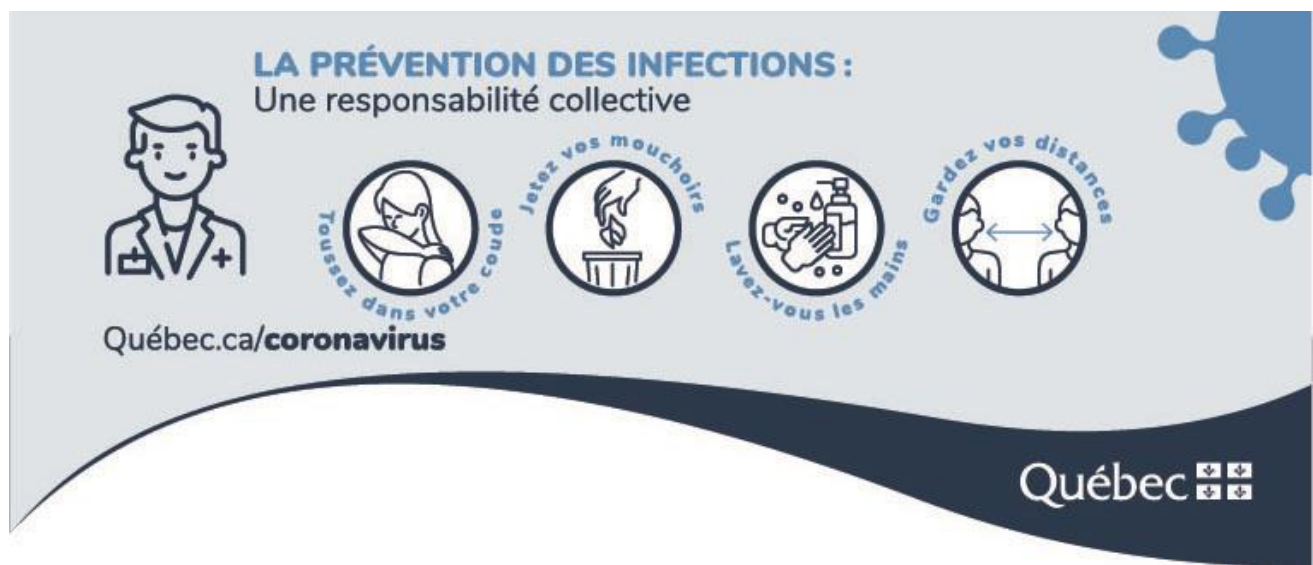 LA PRÉVENTION DES INFECTIONS :
Une responsabilité collective
Toussez dans votre coude
Jetez vos mouchoirs
Lavez-vous les mains
Gardez vos distances
Québec.ca/coronavirus
Québec